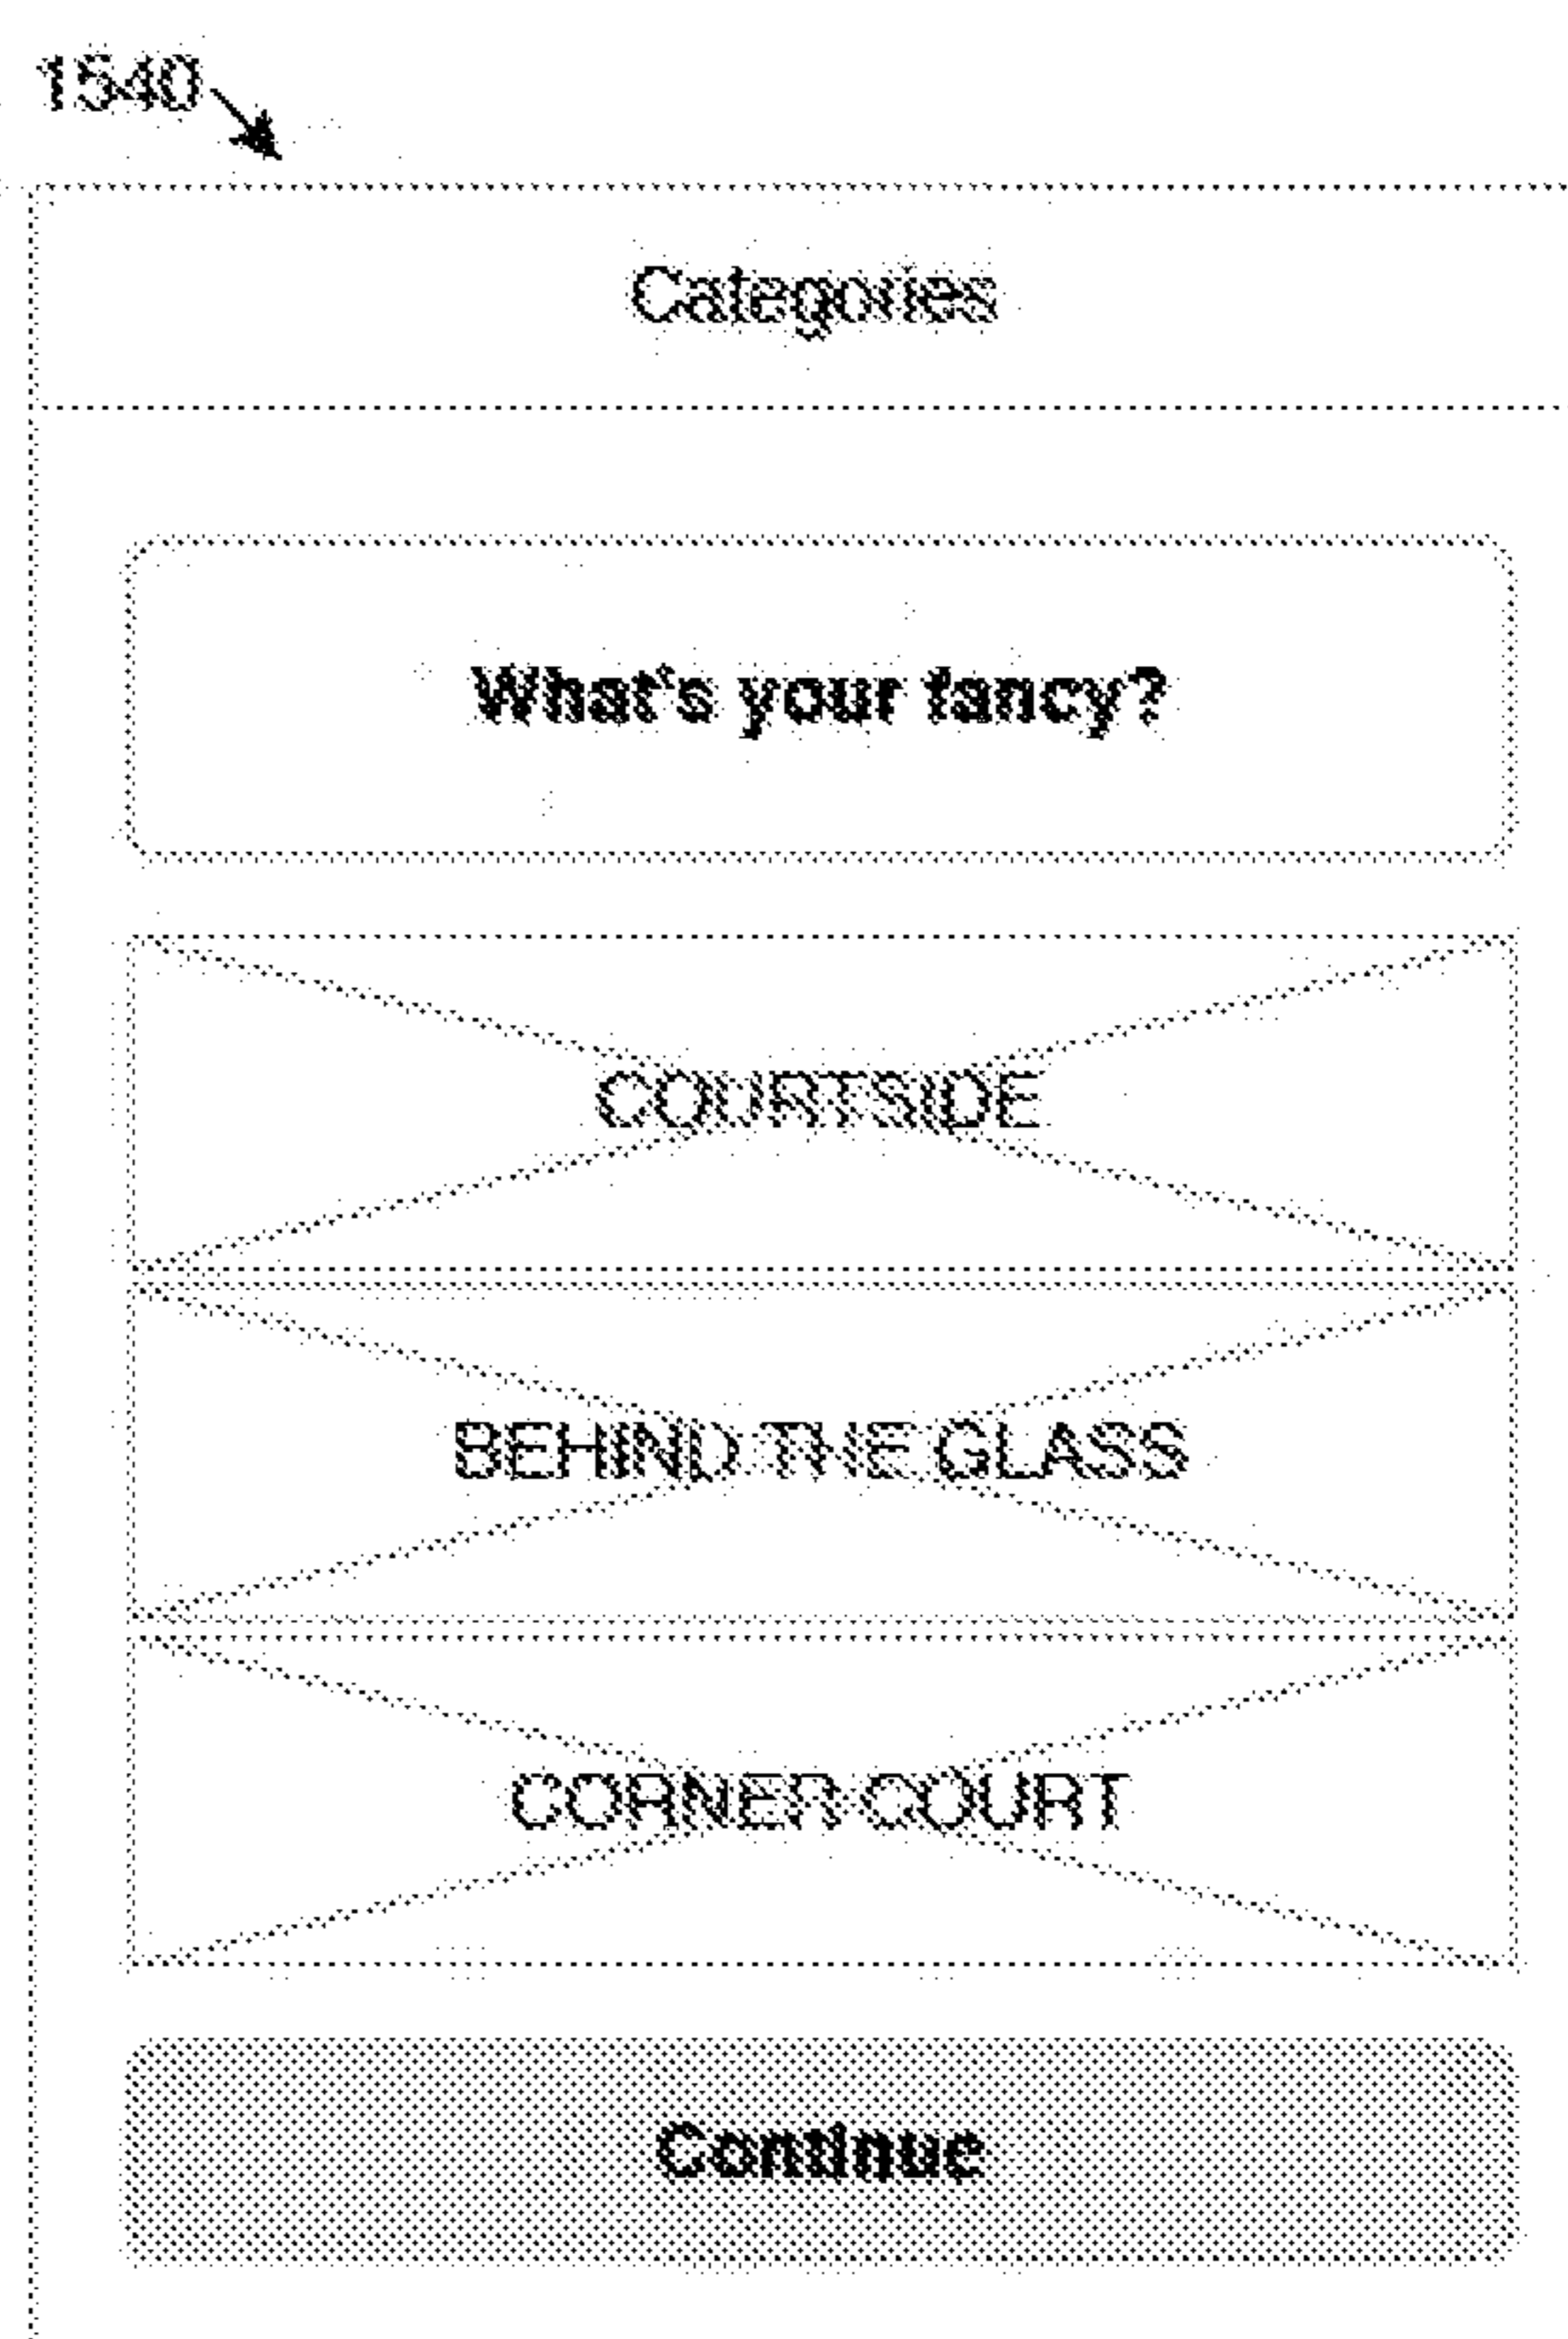 1540
Categories
What's your fancy?
COURTSIDE
BEHIND THE GLASS
CORNER COURT
Continue